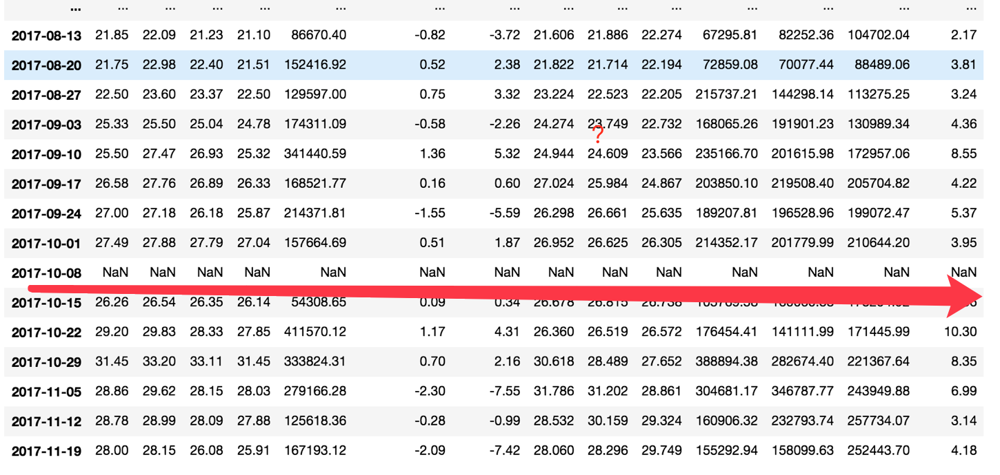 ... ... ... ... ... ... ... ... ... ... ... ... ... ... ...
2017-08-13 21.85 22.09 21.23 21.10 86670.40 -0.82 -3.72 21.606 21.886 22.274 67295.81 82252.36 104702.04 2.17
2017-08-20 21.75 22.98 22.40 21.51 152416.92 0.52 2.38 21.822 21.714 22.194 72859.08 70077.44 88489.06 3.81
2017-08-27 22.50 23.60 23.37 22.50 129597.00 0.75 3.32 23.224 22.523 22.205 215737.21 144298.14 113275.25 3.24
2017-09-03 25.33 25.50 25.04 24.78 174311.09 -0.58 -2.26 24.274 23.749 22.732 168065.26 191901.23 130989.34 4.36
?
2017-09-10 25.50 27.47 26.93 25.32 341440.59 1.36 5.32 24.944 24.609 23.566 235166.70 201615.98 172957.06 8.55
2017-09-17 26.58 27.76 26.89 26.33 168521.77 0.16 0.60 27.024 25.984 24.867 203850.10 219508.40 205704.82 4.22
2017-09-24 27.00 27.18 26.18 25.87 214371.81 -1.55 -5.59 26.298 26.661 25.635 189207.81 196528.96 199072.47 5.37
2017-10-01 27.49 27.88 27.79 27.04 157664.69 0.51 1.87 26.952 26.625 26.305 214352.17 201779.99 210644.20 3.95
2017-10-08 NaN NaN NaN NaN NaN NaN NaN NaN NaN NaN NaN NaN NaN NaN
2017-10-15 26.26 26.54 26.35 26.14 54308.65 0.09 0.34 26.678 26.815 26.738
2017-10-22 29.20 29.83 28.33 27.85 411570.12 1.17 4.31 26.360 26.519 26.572 176454.41 141111.99 171445.99 10.30
2017-10-29 31.45 33.20 33.11 31.45 333824.31 0.70 2.16 30.618 28.489 27.652 388894.38 282674.40 221367.64 8.35
2017-11-05 28.86 29.62 28.15 28.03 279166.28 -2.30 -7.55 31.786 31.202 28.861 304681.17 346787.77 243949.88 6.99
2017-11-12 28.78 28.99 28.09 27.88 125618.36 -0.28 -0.99 28.532 30.159 29.324 160906.32 232793.74 257734.07 3.14
2017-11-19 28.00 28.15 26.08 25.91 167193.12 -2.09 -7.42 28.060 28.296 29.749 155292.94 158099.63 252443.70 4.18